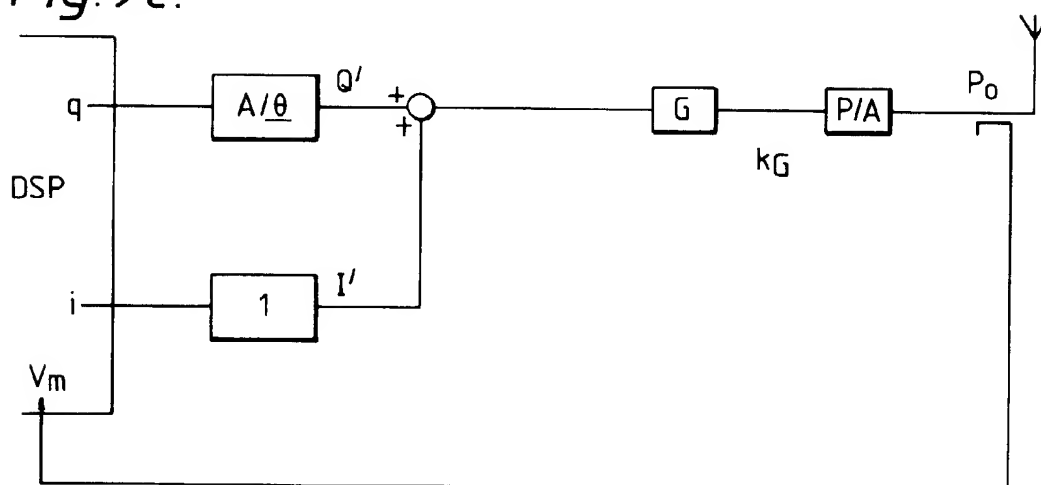 Q'
Po
q
A/θ
+
+
G
P/A
kG
DSP
I'
i
1
Vm